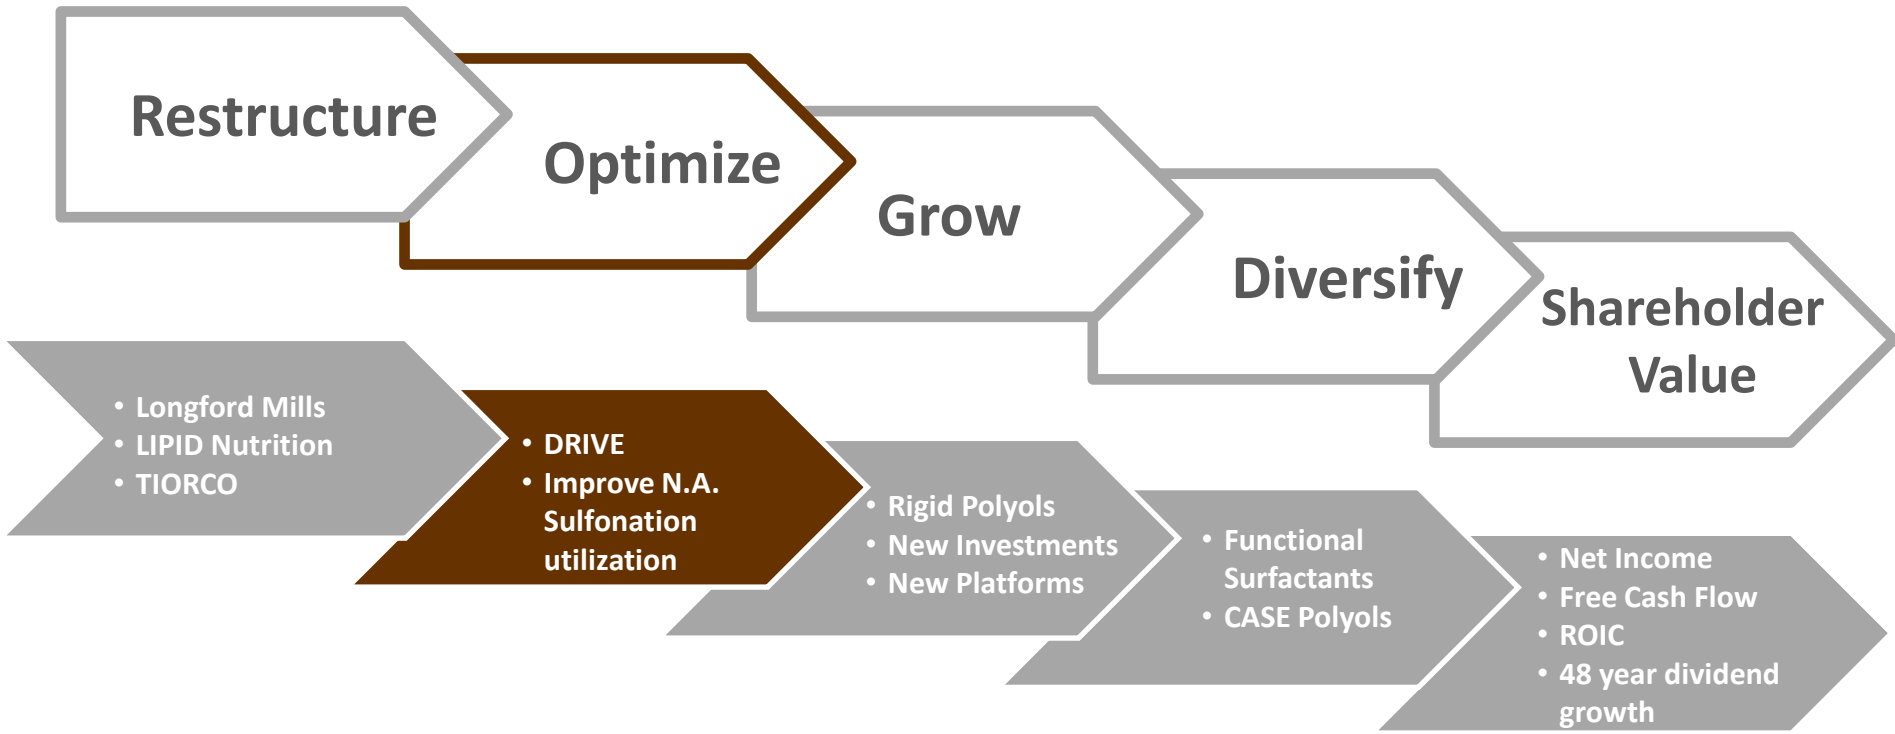 Restructure
Optimize
Grow
Diversify
Shareholder
Value
• Longford Mills
• LIPID Nutrition
• TIORCO
• DRIVE
• Improve N.A.
Sulfonation
utilization
• Rigid Polyols
• New Investments
• New Platforms
• Functional
Surfactants
• CASE Polyols
• Net Income
• Free Cash Flow
• ROIC
• 48 year dividend
growth